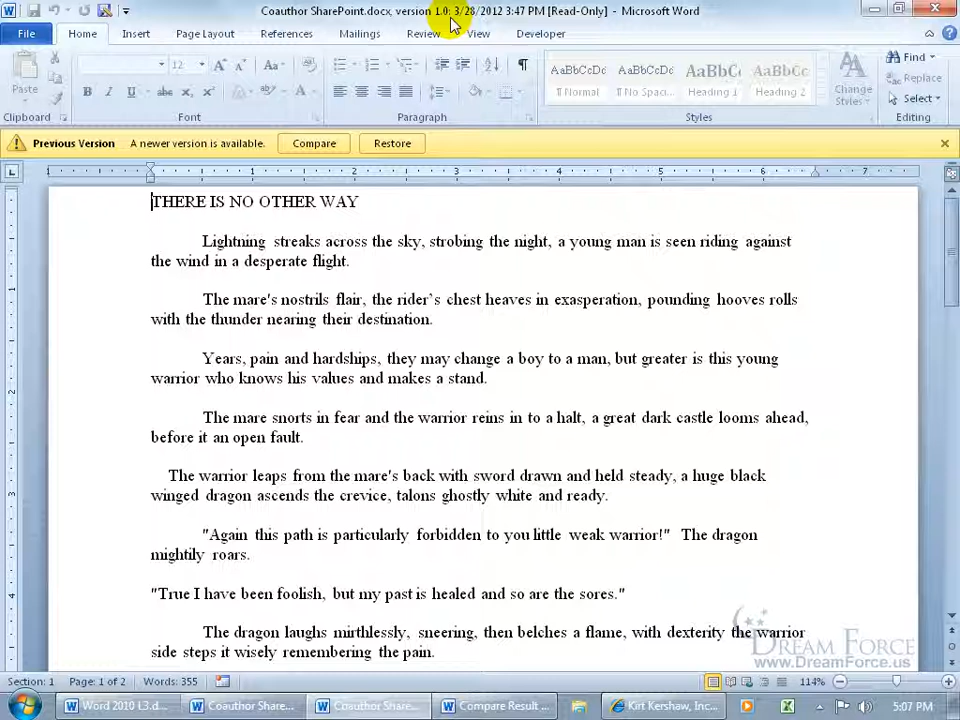 Coauthor SharePoint.docx, version 1.0: 3/28/2012 3:47 PM [Read-Only] - Microsoft Word
File Home Insert Page Layout References Mailings Review View Developer
12 Aa AaBbCcDc AaBbCcDc AaBbC AaBbCc Find
Replace
Paste ¶ Normal ¶ No Spaci... Heading 1 Heading 2 Change Styles Select
Clipboard Font Paragraph Styles Editing
Previous Version A newer version is available. Compare Restore
1 1 2 3 4 5 6 7
THERE IS NO OTHER WAY
Lightning streaks across the sky, strobing the night, a young man is seen riding against
the wind in a desperate flight.
The mare's nostrils flair, the rider's chest heaves in exasperation, pounding hooves rolls
with the thunder nearing their destination.
Years, pain and hardships, they may change a boy to a man, but greater is this young
warrior who knows his values and makes a stand.
The mare snorts in fear and the warrior reins in to a halt, a great dark castle looms ahead,
before it an open fault.
The warrior leaps from the mare's back with sword drawn and held steady, a huge black
winged dragon ascends the crevice, talons ghostly white and ready.
"Again this path is particularly forbidden to you little weak warrior!" The dragon
mightily roars.
"True I have been foolish, but my past is healed and so are the sores."
The dragon laughs mirthlessly, sneering, then belches a flame, with dexterity the warrior
side steps it wisely remembering the pain.
DREAM FORCE
www.DreamForce.us
Section: 1 Page: 1 of 2 Words: 355 114%
Word 2010 L3.d... Coauthor Share... Coauthor Share... Compare Result ... Kirt Kershaw, Inc... 5:07 PM